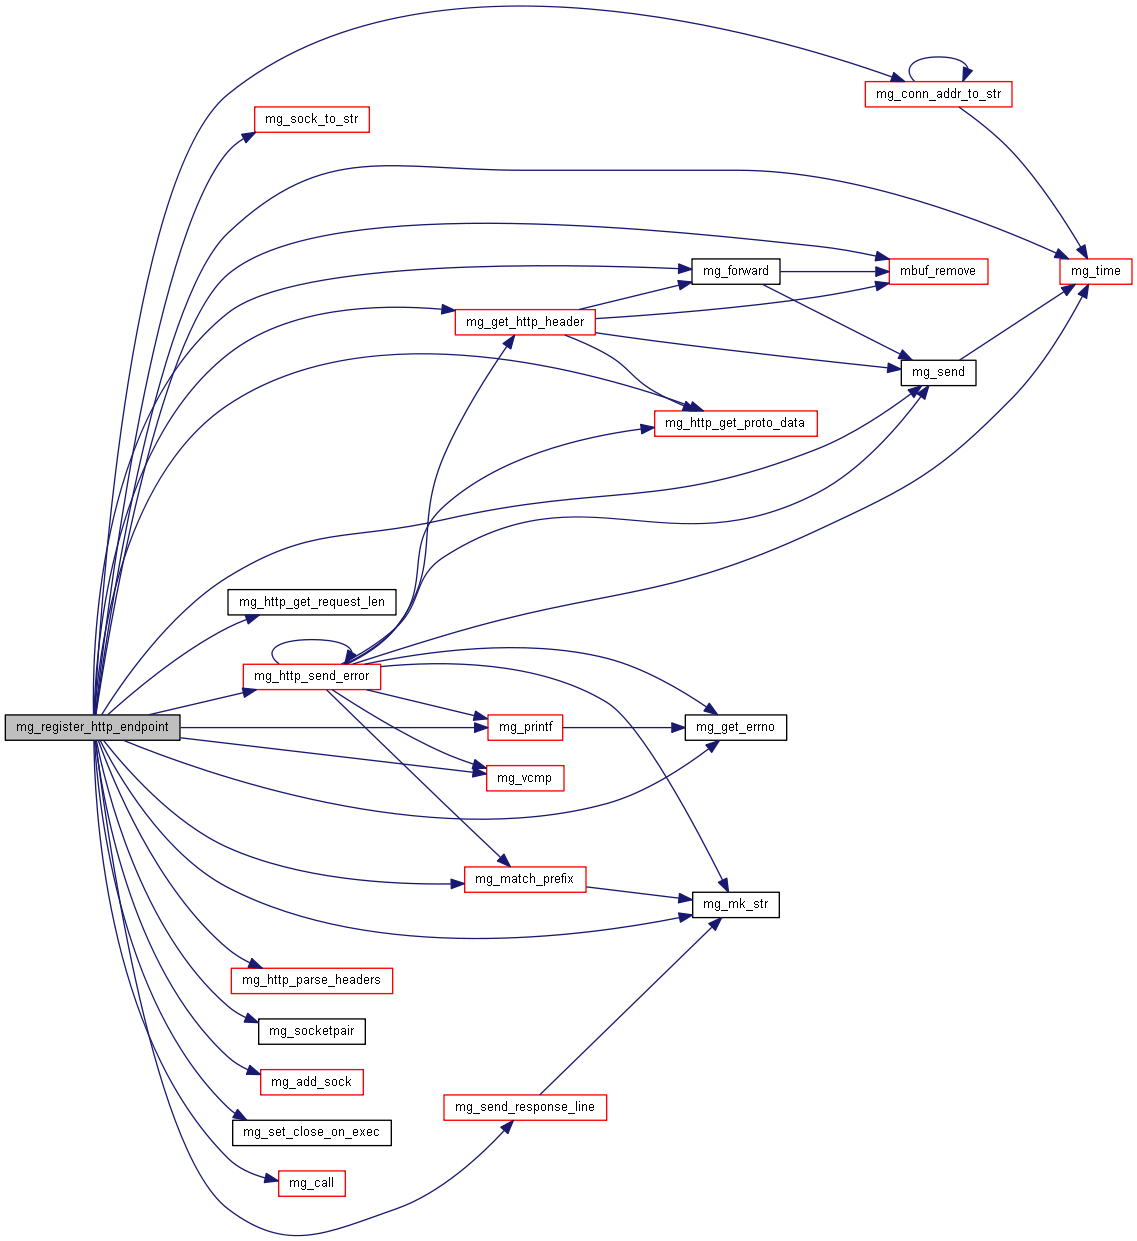 mg_conn_addr_to_str
mg_sock_to_str
mg_forward
mbuf_remove
mg_time
mg_get_http_header
mg_send
mg_http_get_proto_data
mg_http_get_request_len
mg_http_send_error
mg_register_http_endpoint
mg_printf
mg_get_errno
mg_vcmp
mg_match_prefix
mg_mk_str
mg_http_parse_headers
mg_socketpair
mg_add_sock
mg_send_response_line
mg_set_close_on_exec
mg_call